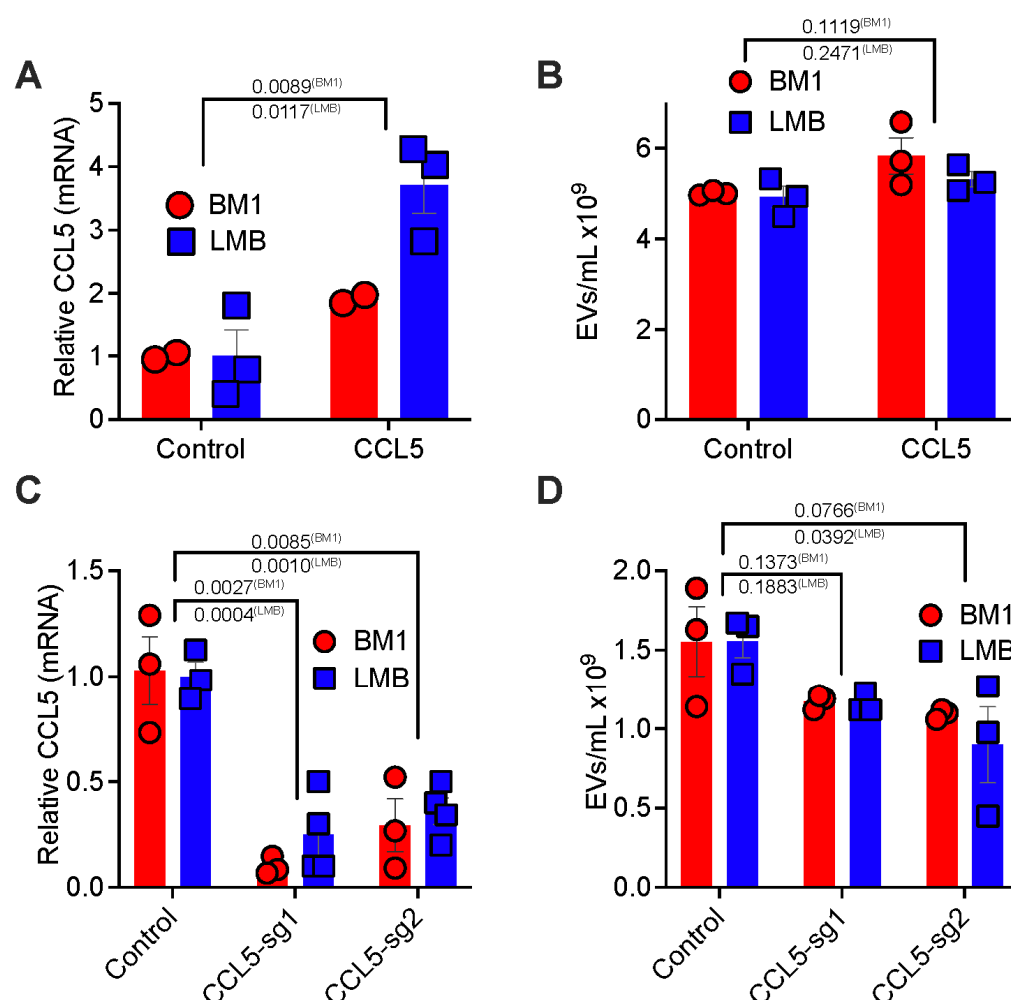 A
0.0089(BM1)
0.0117(LMB)
Relative CCL5 (mRNA)
5
4
3
2
1
0
BM1
LMB
Control
CCL5
B
0.1119(BM1)
0.2471(LMB)
BM1
LMB
EVs/mL x10⁹
6
4
2
0
Control
CCL5
C
0.0085(BM1)
0.0010(LMB)
0.0027(BM1)
0.0004(LMB)
Relative CCL5 (mRNA)
1.5
1.0
0.5
0.0
BM1
LMB
Control
CCL5-sg1
CCL5-sg2
D
0.0766(BM1)
0.0392(LMB)
0.1373(BM1)
0.1883(LMB)
EVs/mL x10⁹
2.0
1.5
1.0
0.5
0.0
BM1
LMB
Control
CCL5-sg1
CCL5-sg2